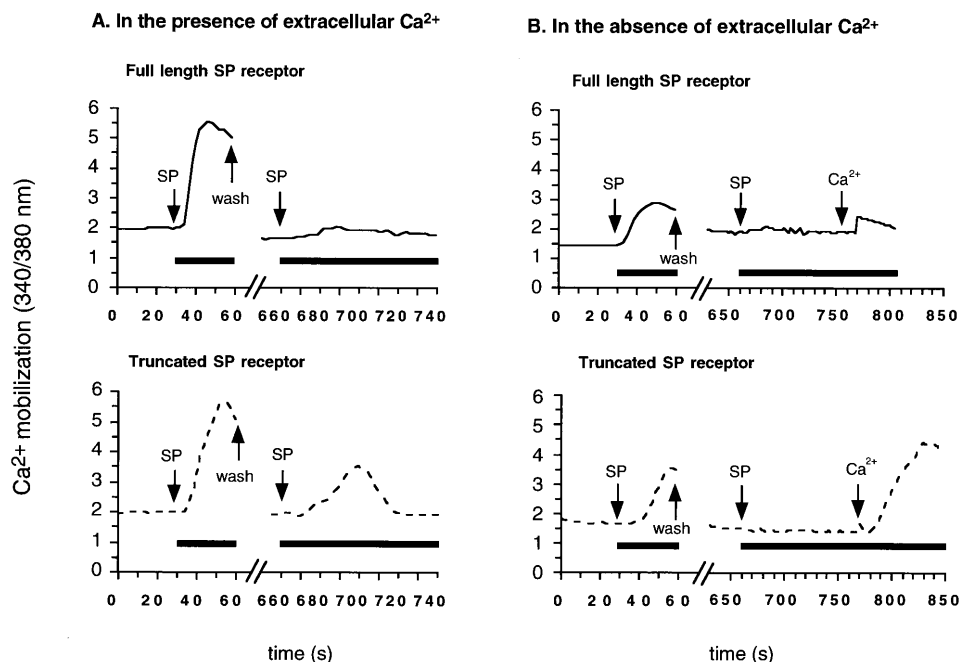 A. In the presence of extracellular Ca²⁺
B. In the absence of extracellular Ca²⁺
Ca2+ mobilization (340/380 nm)
Full length SP receptor
6
5
4
3
2
1
0
SP
wash
SP
0 20 40 60 660 680 700 720 740
Truncated SP receptor
6
5
4
3
2
1
0
SP
wash
SP
0 20 40 60 660 680 700 720 740
time (s)
Full length SP receptor
6
5
4
3
2
1
0
SP
wash
SP
Ca²⁺
0 20 40 60 650 700 750 800 850
Truncated SP receptor
6
5
4
3
2
1
0
SP
wash
SP
Ca²⁺
0 20 40 60 650 700 750 800 850
time (s)